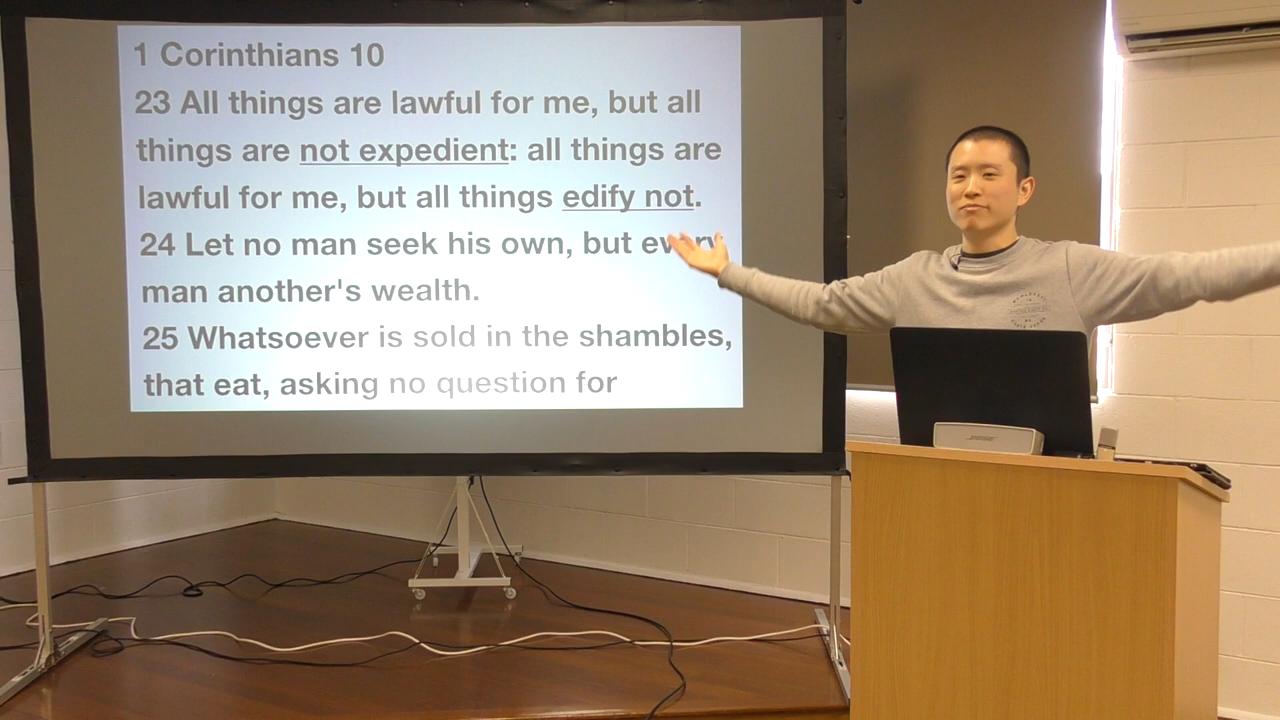 1 Corinthians 10
23 All things are lawful for me, but all
things are not expedient: all things are
lawful for me, but all things edify not.
24 Let no man seek his own, but every
man another's wealth.
25 Whatsoever is sold in the shambles,
that eat, asking no question for